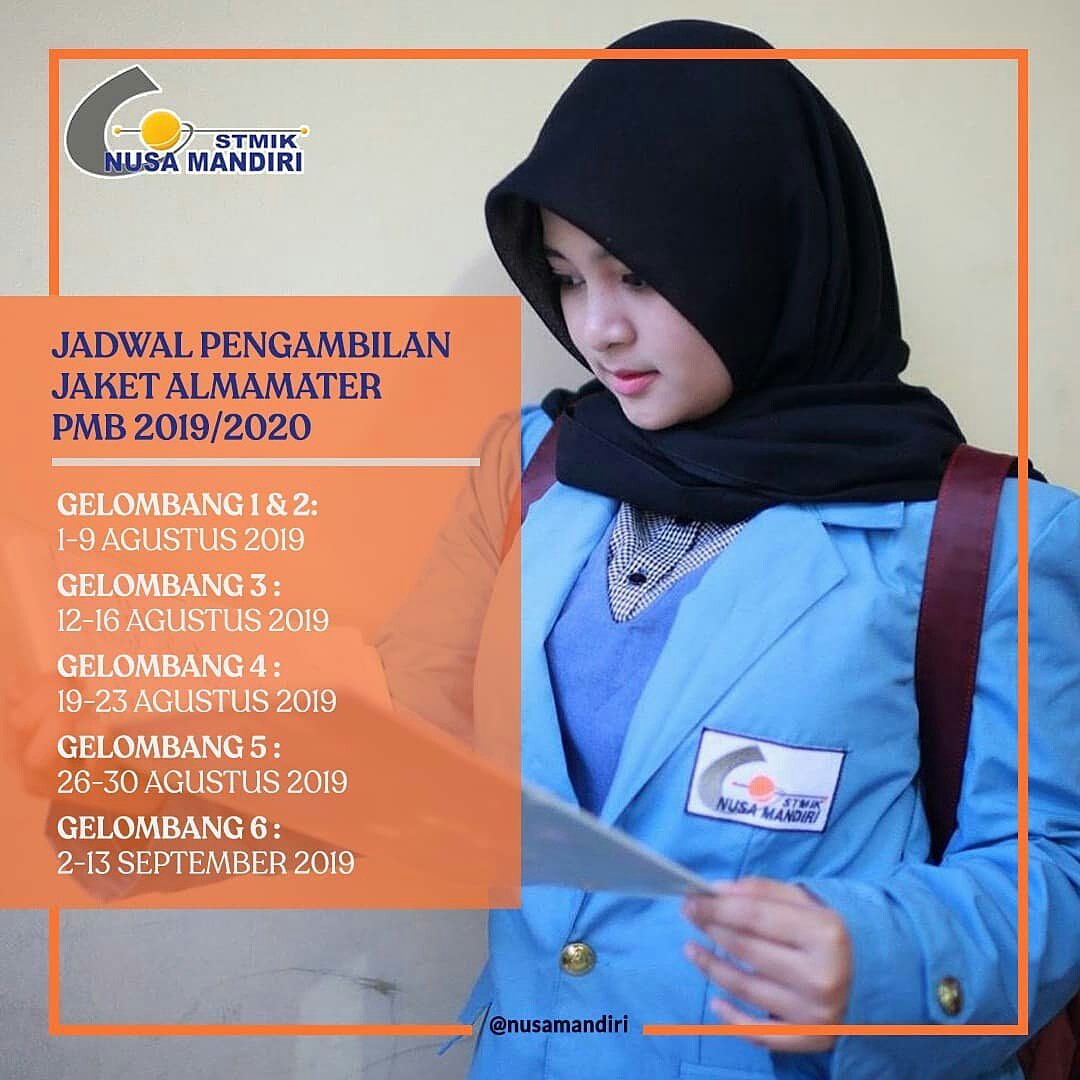 STMIK
NUSA MANDIRI
JADWAL PENGAMBILAN
JAKET ALMAMATER
PMB 2019/2020
GELOMBANG 1 & 2:
1-9 AGUSTUS 2019
GELOMBANG 3 :
12-16 AGUSTUS 2019
GELOMBANG 4 :
19-23 AGUSTUS 2019
GELOMBANG 5 :
26-30 AGUSTUS 2019
GELOMBANG 6 :
2-13 SEPTEMBER 2019
STMIK
NUSA MANDIRI
@nusamandiri